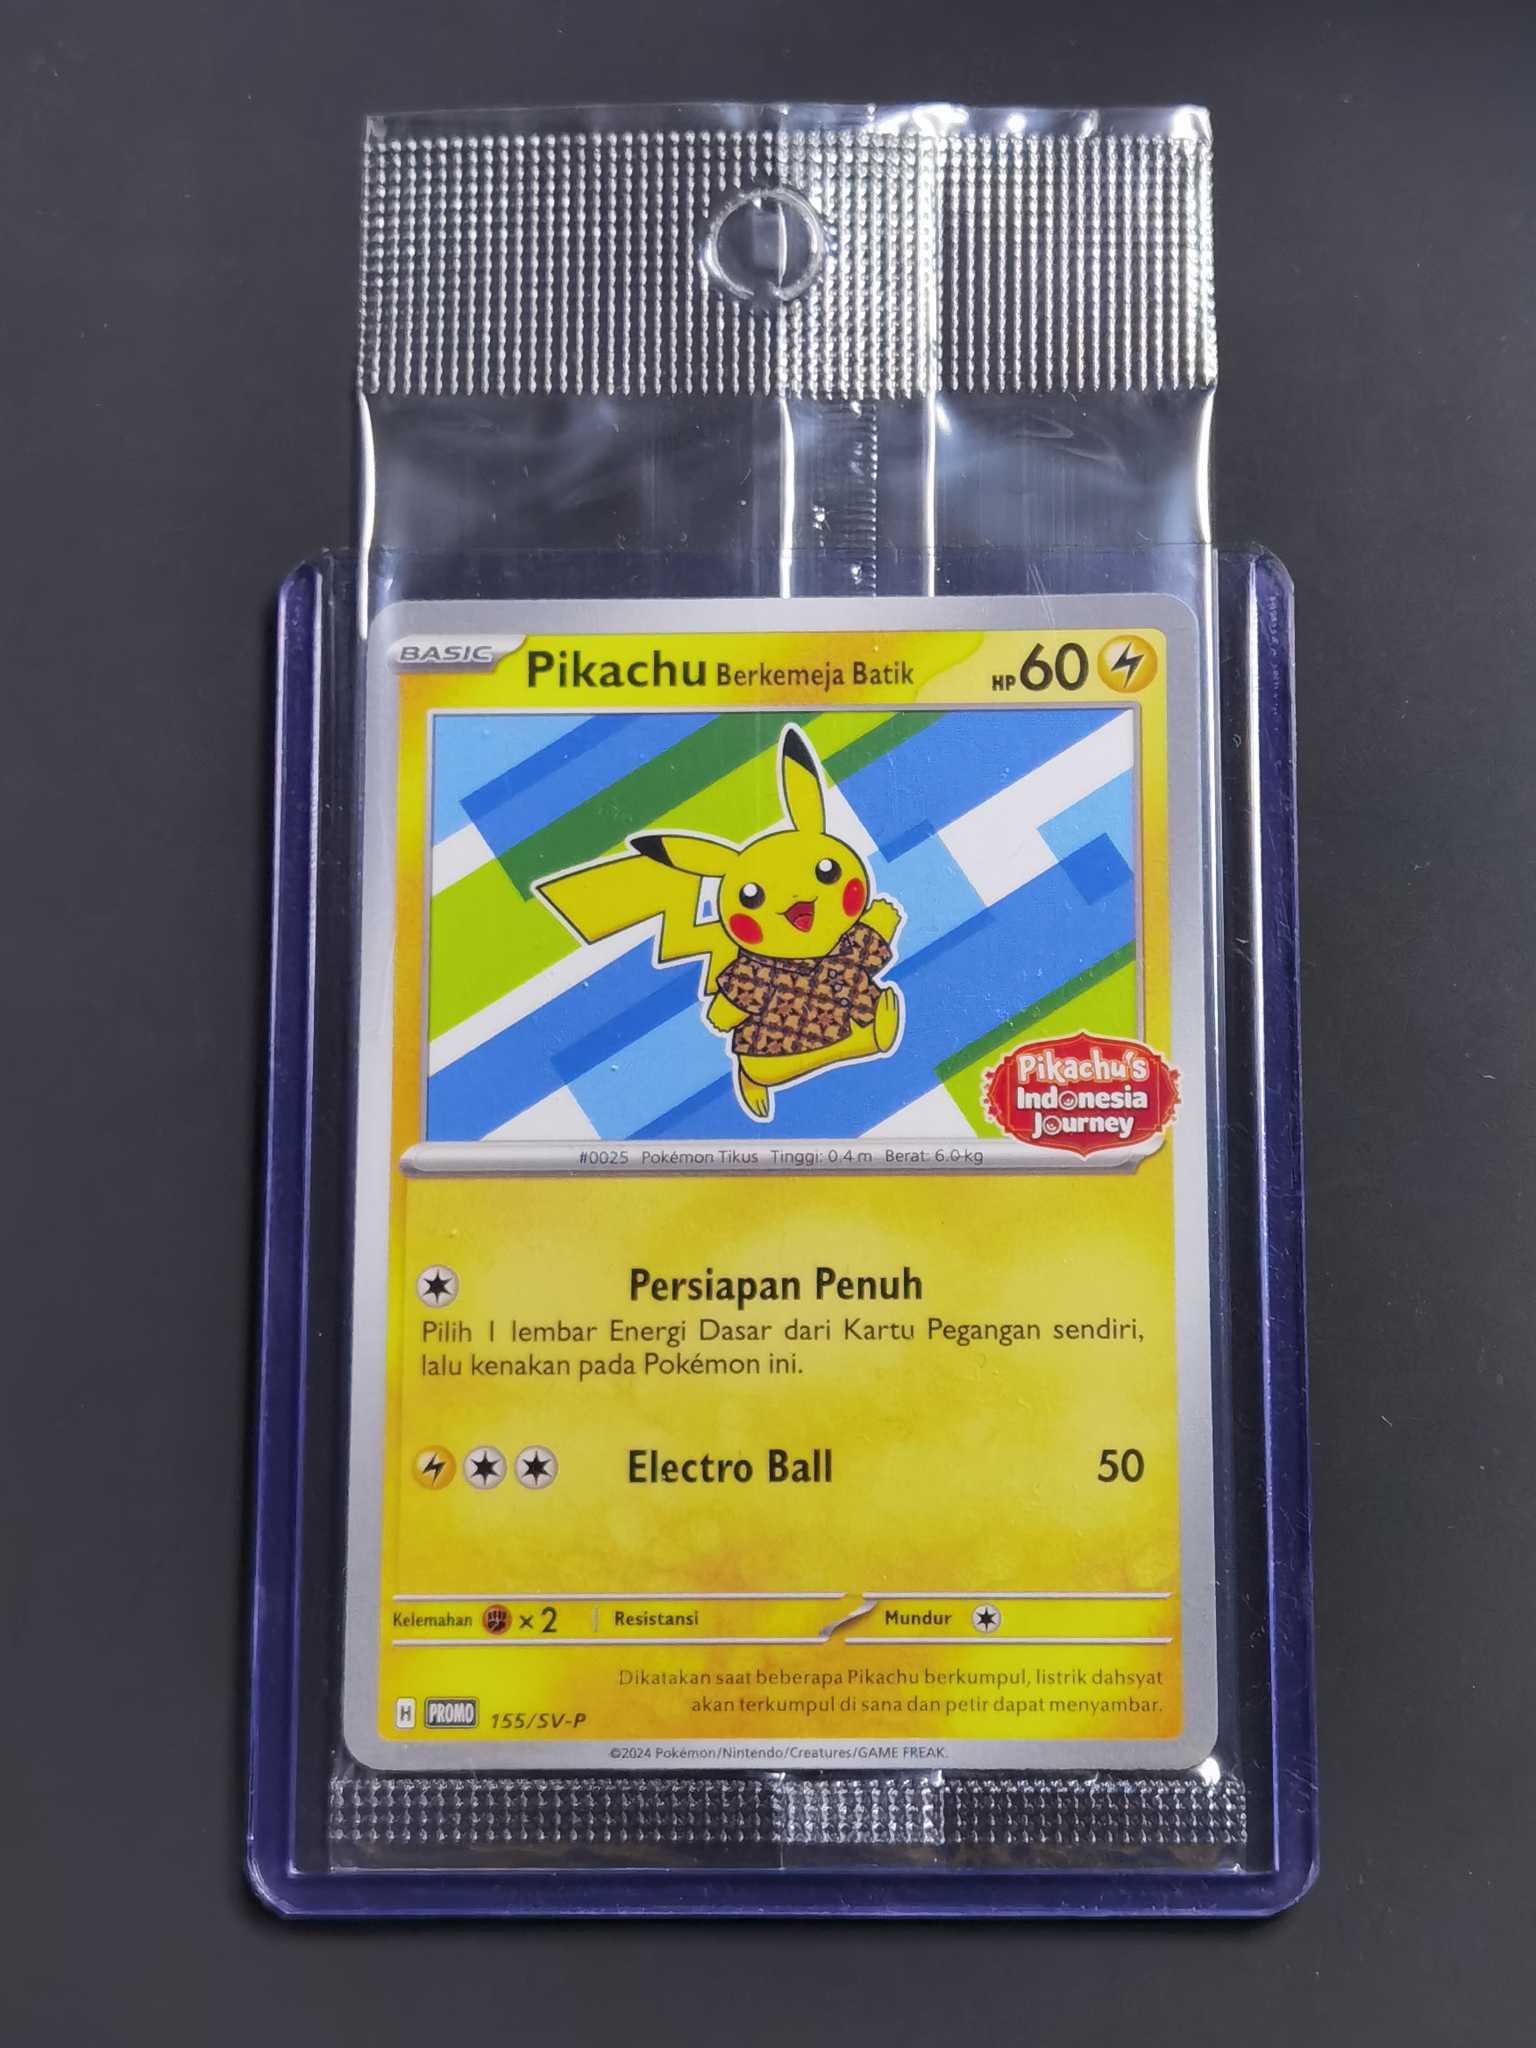 BASIC Pikachu Berkemeja Batik HP 60
Pikachu's
Indonesia
Journey
#0025 Pokémon Tikus Tinggi: 0.4 m Berat: 6.0 kg
Persiapan Penuh
Pilih 1 lembar Energi Dasar dari Kartu Pegangan sendiri,
lalu kenakan pada Pokémon ini.
Electro Ball 50
Kelemahan ×2 Resistansi Mundur
Dikatakan saat beberapa Pikachu berkumpul, listrik dahsyat
akan terkumpul di sana dan petir dapat menyambar.
H PROMO 155/SV-P
©2024 Pokémon/Nintendo/Creatures/GAME FREAK.